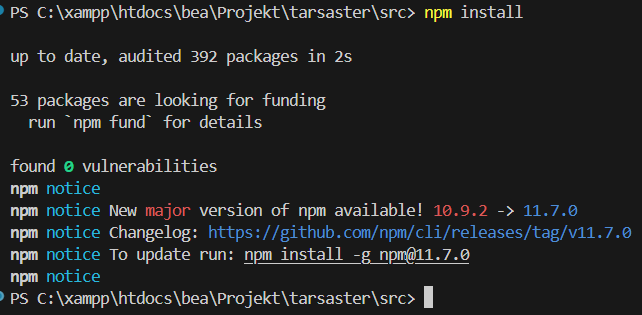 PS C:\xampp\htdocs\bea\Projekt\tarsaster\src> npm install
up to date, audited 392 packages in 2s
53 packages are looking for funding
  run `npm fund` for details
found 0 vulnerabilities
npm notice
npm notice New major version of npm available! 10.9.2 -> 11.7.0
npm notice Changelog: https://github.com/npm/cli/releases/tag/v11.7.0
npm notice To update run: npm install -g npm@11.7.0
npm notice
PS C:\xampp\htdocs\bea\Projekt\tarsaster\src>